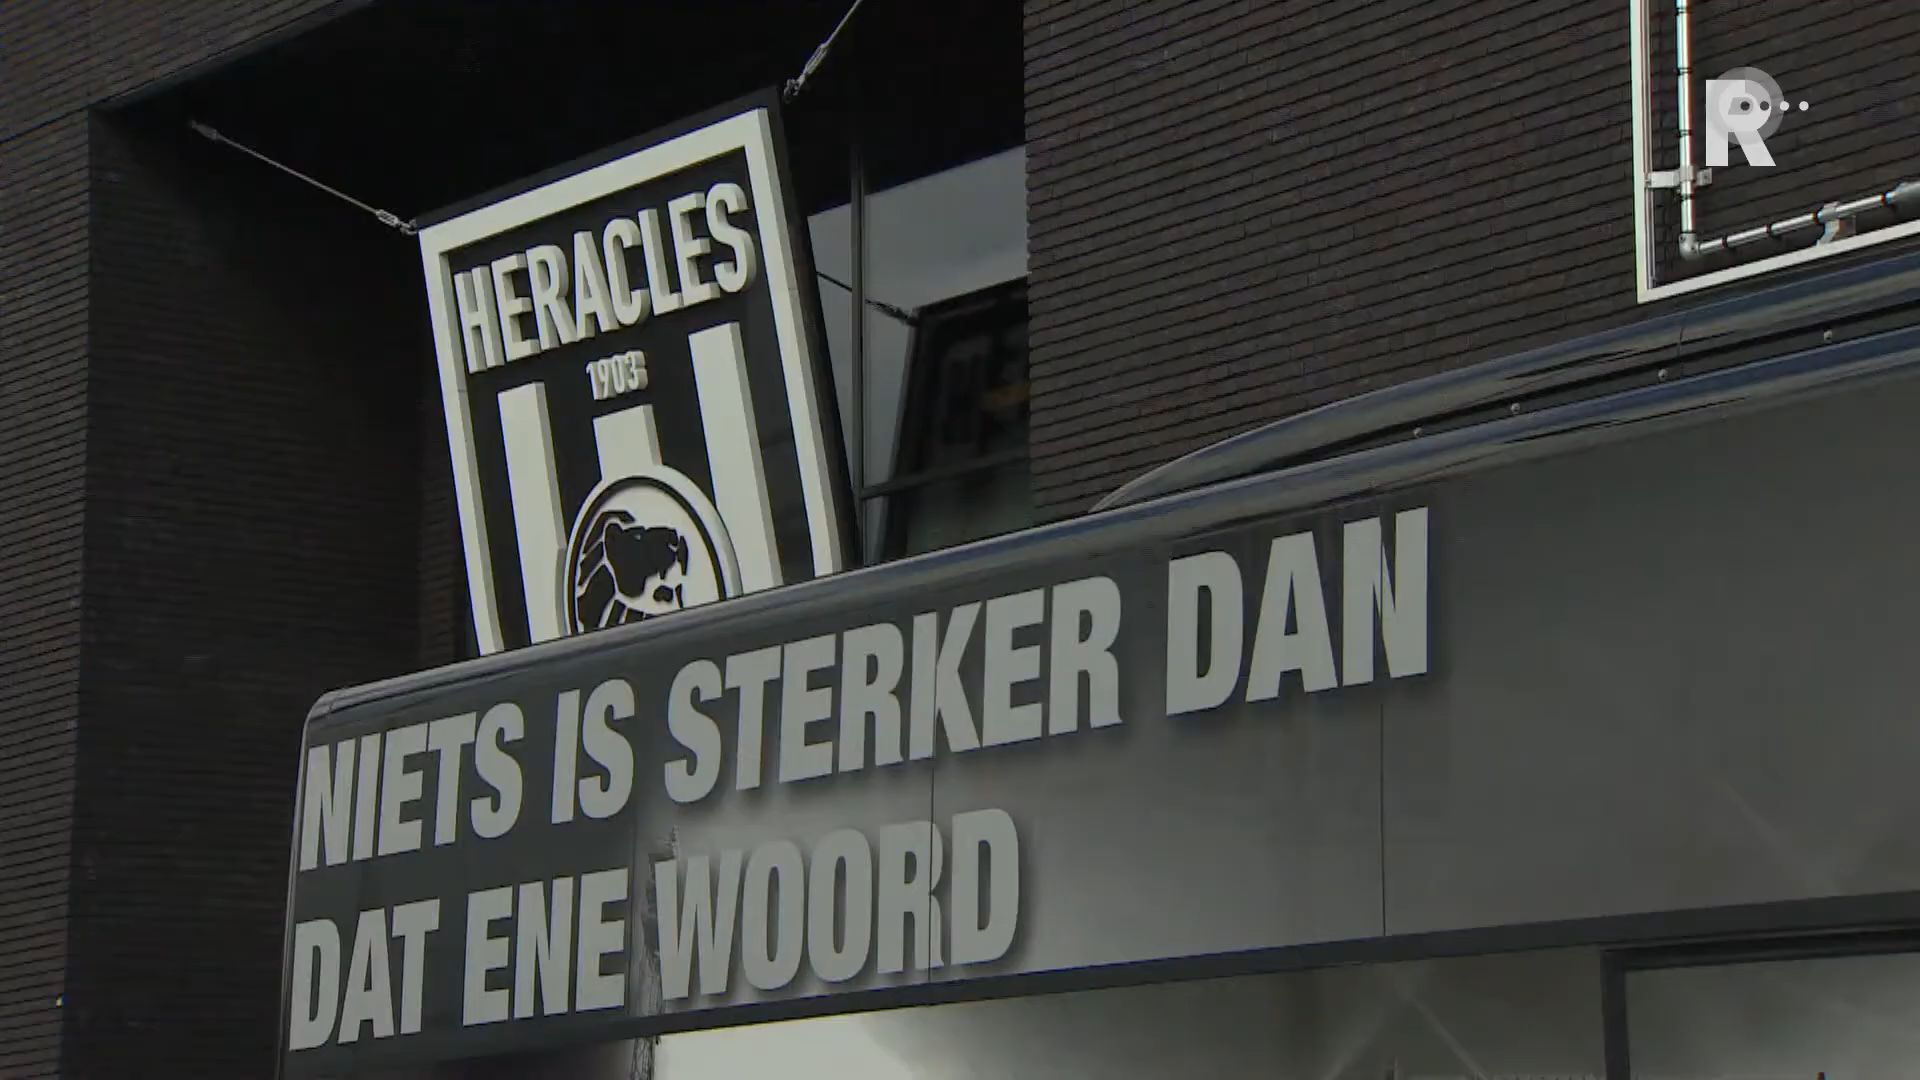 R
HERACLES
1903
NIETS IS STERKER DAN
DAT ENE WOORD